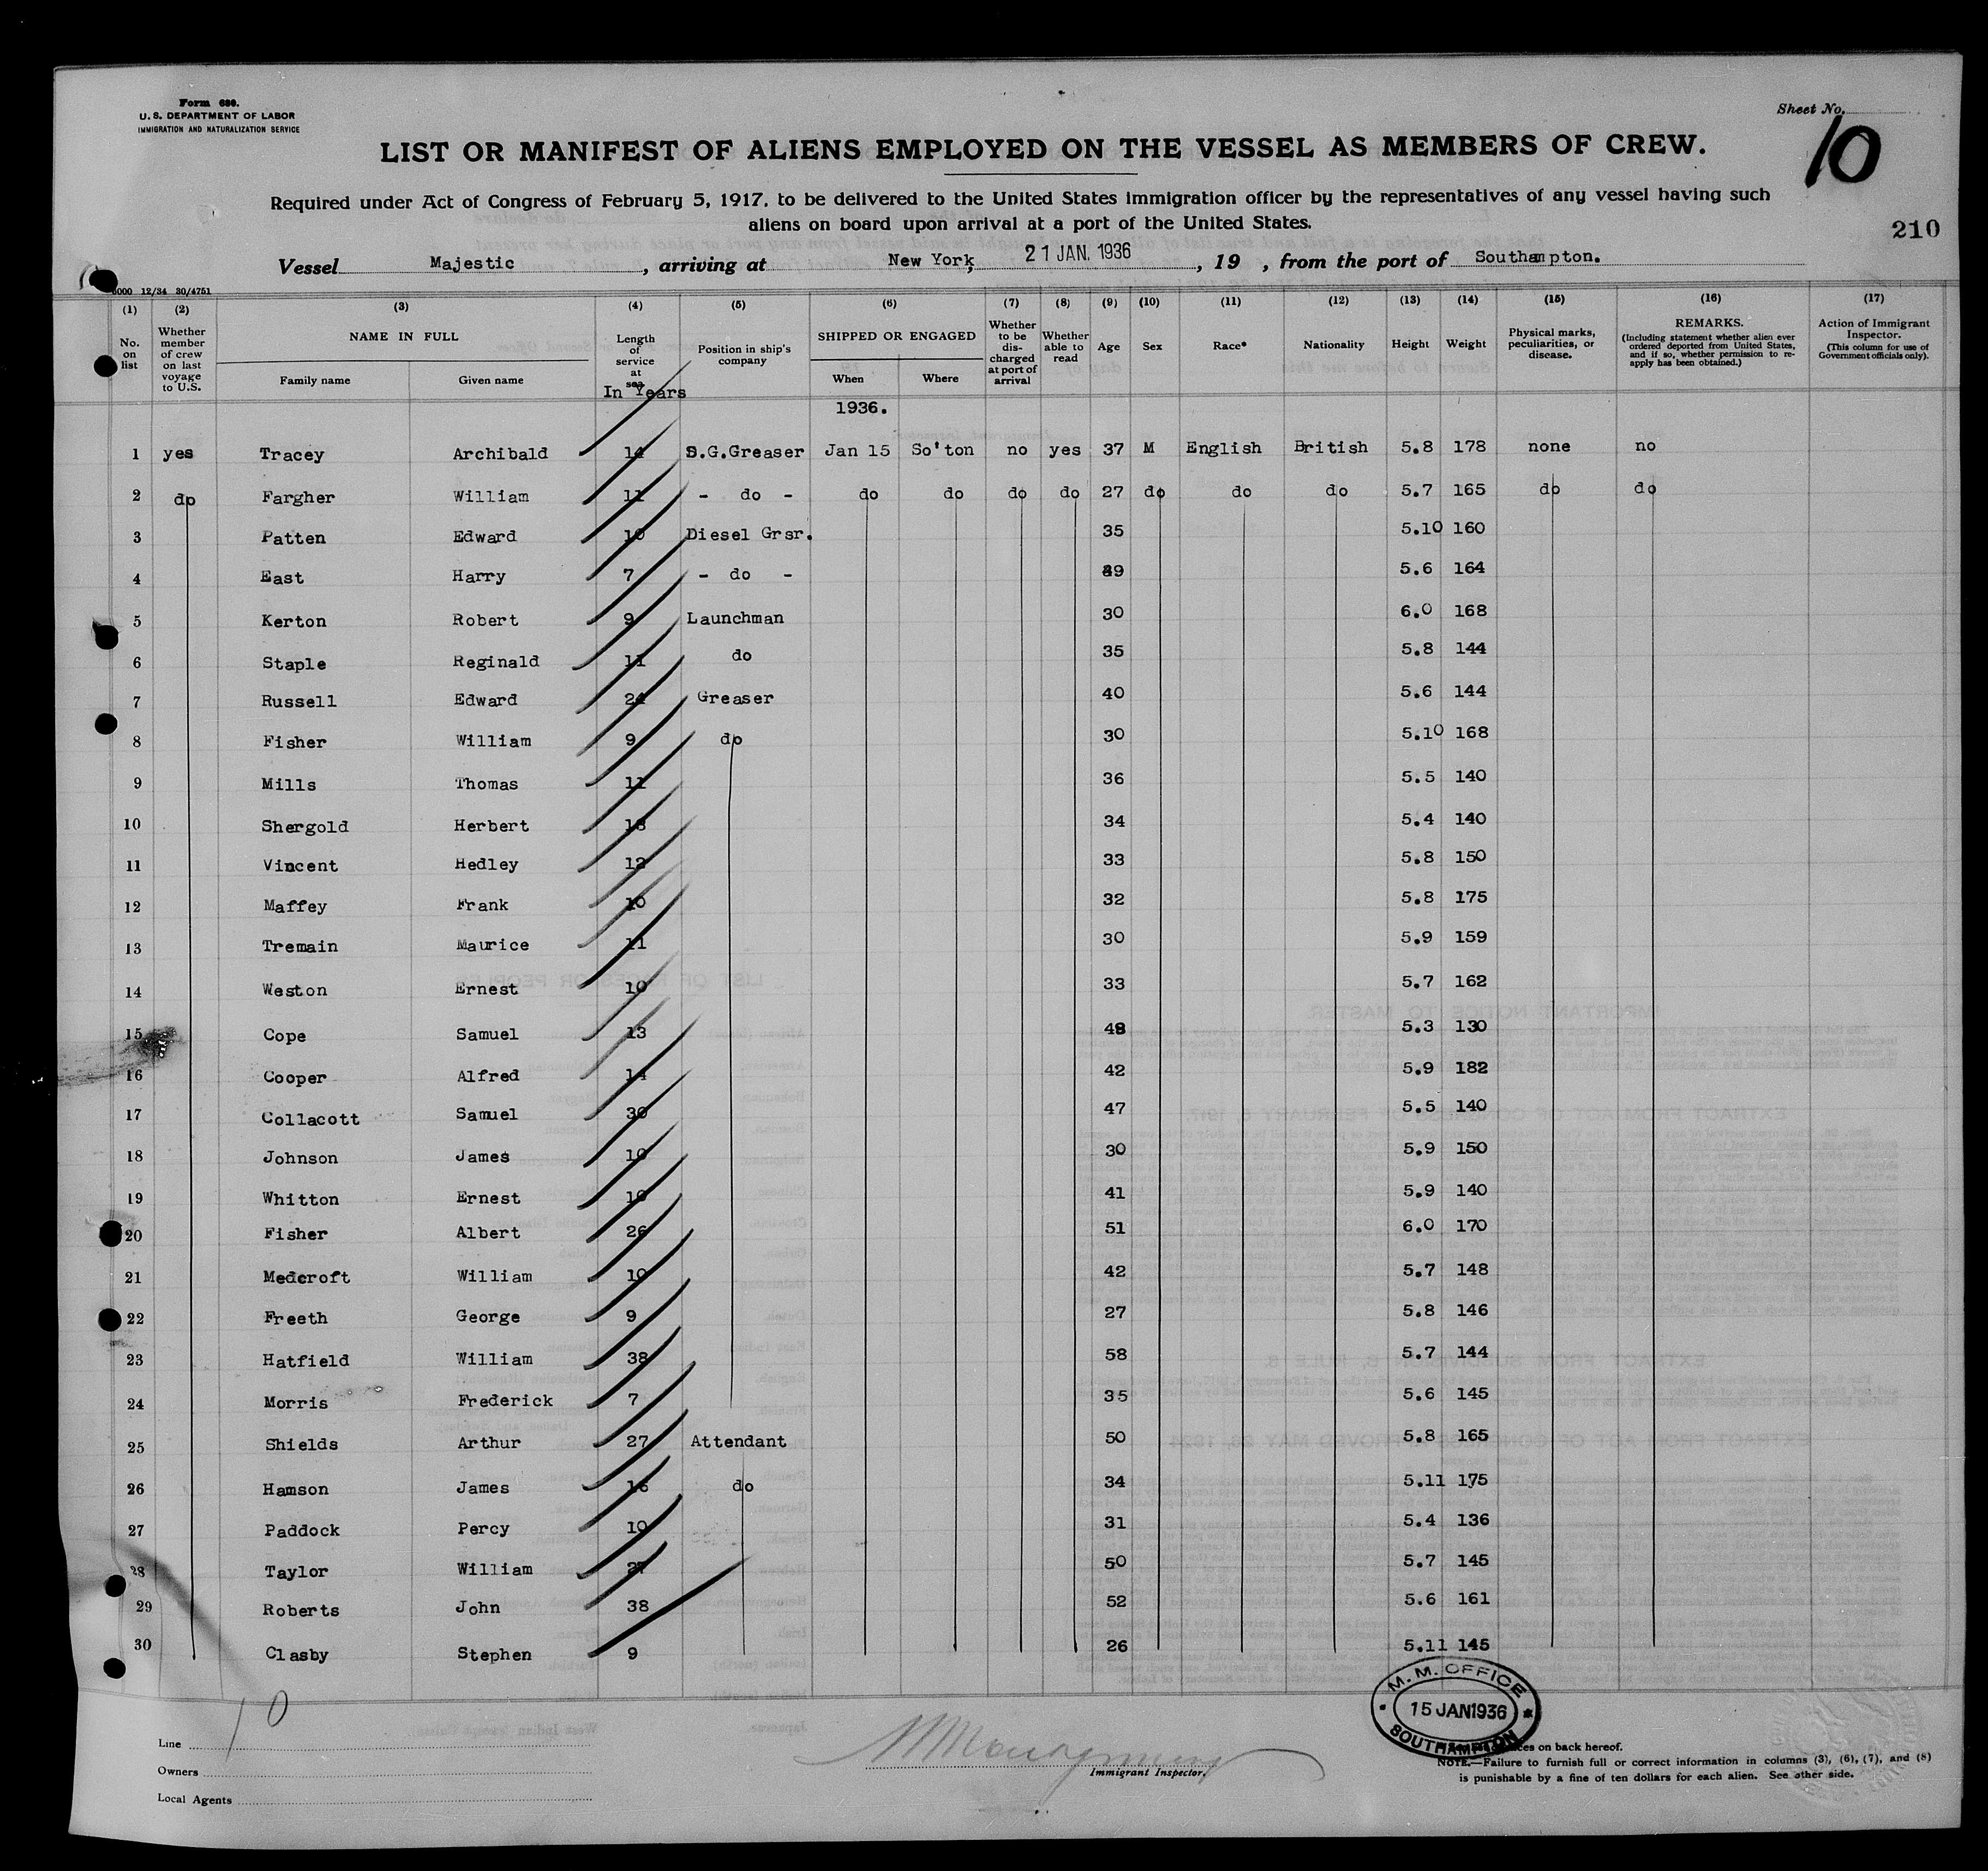 Form 680.
U. S. DEPARTMENT OF LABOR
IMMIGRATION AND NATURALIZATION SERVICE
Sheet No.
10
LIST OR MANIFEST OF ALIENS EMPLOYED ON THE VESSEL AS MEMBERS OF CREW.
Required under Act of Congress of February 5, 1917, to be delivered to the United States immigration officer by the representatives of any vessel having such
aliens on board upon arrival at a port of the United States.
210
Vessel Majestic, arriving at New York, 21 JAN. 1936, 19 , from the port of Southampton.
6000 12/34 30/4751
(1) (2) (3) (4) (5) (6) (7) (8) (9) (10) (11) (12) (13) (14) (15) (16) (17)
No. on list
Whether member of crew on last voyage to U.S.
NAME IN FULL
Family name
Given name
Length of service at sea
In Years
Position in ship's company
SHIPPED OR ENGAGED
When
Where
Whether to be discharged at port of arrival
Whether able to read
Age
Sex
Race*
Nationality
Height
Weight
Physical marks, peculiarities, or disease.
REMARKS.
(Including statement whether alien ever ordered deported from United States, and if so, whether permission to re-apply has been obtained.)
Action of Immigrant Inspector.
(This column for use of Government officials only).
1936.
1 yes Tracey Archibald 14 S.G.Greaser Jan 15 So'ton no yes 37 M English British 5.8 178 none no
2 do Fargher William 11 - do - do do do do 27 do do do 5.7 165 do do
3 Patten Edward 10 Diesel Grsr. 35 5.10 160
4 East Harry 7 - do - 5.6 164
5 Kerton Robert 9 Launchman 30 6.0 168
6 Staple Reginald 11 do 35 5.8 144
7 Russell Edward 24 Greaser 40 5.6 144
8 Fisher William 9 do 30 5.10 168
9 Mills Thomas 11 36 5.5 140
10 Shergold Herbert 34 5.4 140
11 Vincent Hedley 12 33 5.8 150
12 Maffey Frank 10 32 5.8 175
13 Tremain Maurice 11 30 5.9 159
14 Weston Ernest 10 33 5.7 162
15 Cope Samuel 13 5.3 130
16 Cooper Alfred 14 42 5.9 182
17 Collacott Samuel 30 47 5.5 140
18 Johnson James 10 30 5.9 150
19 Whitton Ernest 10 41 5.9 140
20 Fisher Albert 26 51 6.0 170
21 Medcroft William 10 42 5.7 148
22 Freeth George 9 27 5.8 146
23 Hatfield William 38 58 5.7 144
24 Morris Frederick 7 35 5.6 145
25 Shields Arthur 27 Attendant 50 5.8 165
26 Hamson James 16 do 34 5.11 175
27 Paddock Percy 10 31 5.4 136
28 Taylor William 27 50 5.7 145
29 Roberts John 38 52 5.6 161
30 Clasby Stephen 9 26 5.11 145
10
M. M. OFFICE
15 JAN 1936
SOUTHAMPTON
Line
Owners
Local Agents
Immigrant Inspector.
on back hereof.
NOTE.—Failure to furnish full or correct information in columns (3), (6), (7), and (8)
is punishable by a fine of ten dollars for each alien. See other side.